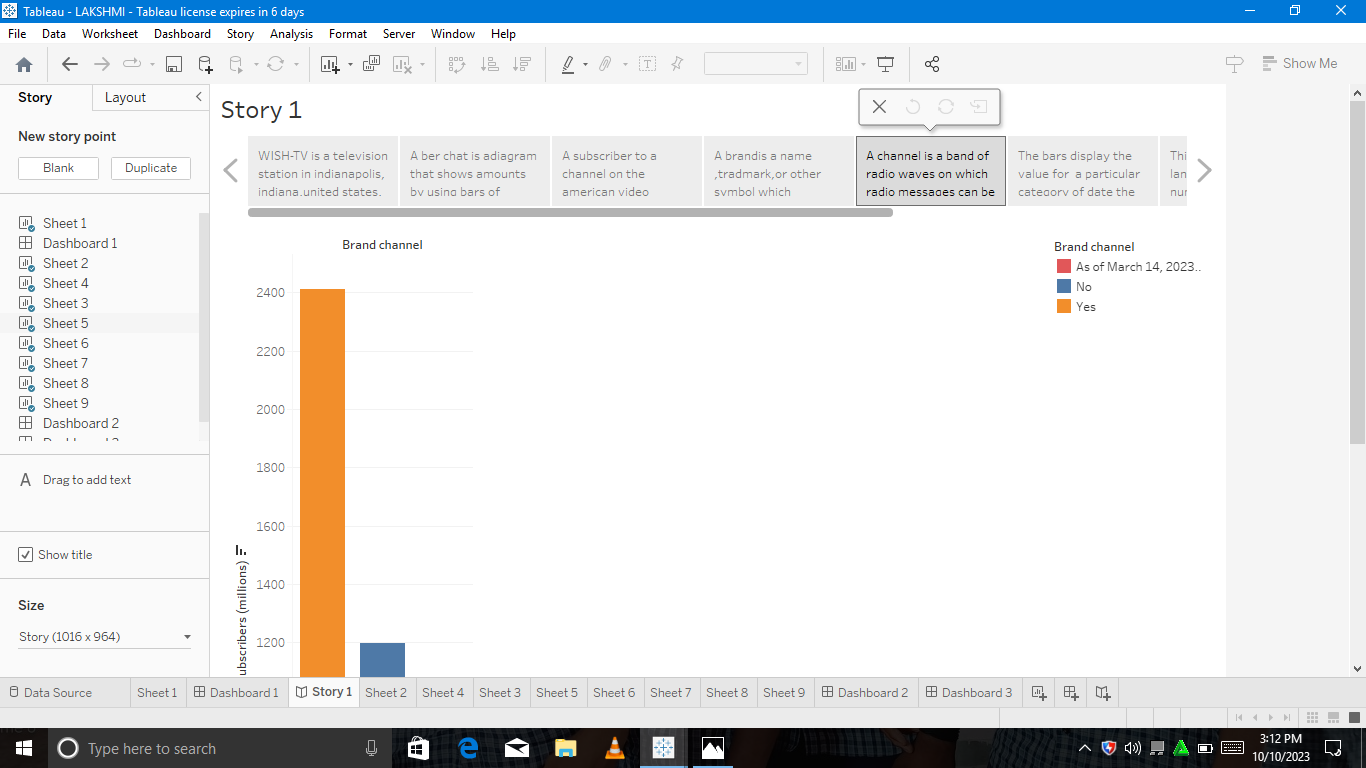 Tableau - LAKSHMI - Tableau license expires in 6 days
File Data Worksheet Dashboard Story Analysis Format Server Window Help
Show Me
Story Layout
New story point
Blank Duplicate
Sheet 1
Dashboard 1
Sheet 2
Sheet 4
Sheet 3
Sheet 5
Sheet 6
Sheet 7
Sheet 8
Sheet 9
Dashboard 2
A Drag to add text
Show title
Size
Story (1016 x 964)
Story 1
WISH-TV is a television
station in indianapolis,
indiana,united states.
A ber chat is adiagram
that shows amounts
by using bars of
A subscriber to a
channel on the
american video
A brandis a name
,tradmark,or other
symbol which
A channel is a band of
radio waves on which
radio messages can be
The bars display the
value for a particular
category of date the
Thi
lan
nur
Brand channel
2400
2200
2000
1800
1600
1400
1200
ubscribers (millions)
Brand channel
As of March 14, 2023..
No
Yes
Data Source Sheet 1 Dashboard 1 Story 1 Sheet 2 Sheet 4 Sheet 3 Sheet 5 Sheet 6 Sheet 7 Sheet 8 Sheet 9 Dashboard 2 Dashboard 3
Type here to search
3:12 PM
10/10/2023